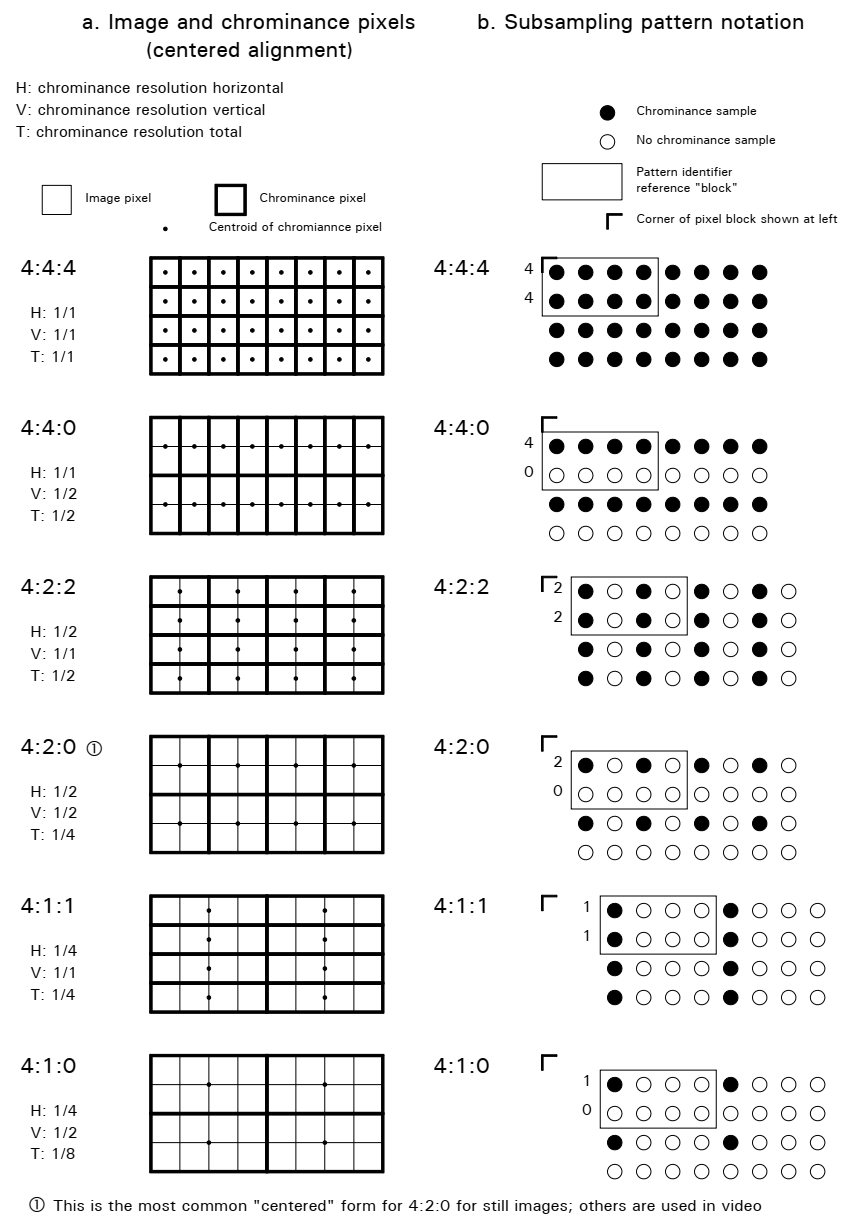 a. Image and chrominance pixels
(centered alignment)
b. Subsampling pattern notation
H: chrominance resolution horizontal
V: chrominance resolution vertical
T: chrominance resolution total
Image pixel
Chrominance pixel
Centroid of chromiannce pixel
Chrominance sample
No chrominance sample
Pattern identifier
reference "block"
Corner of pixel block shown at left
4:4:4
H: 1/1
V: 1/1
T: 1/1
4:4:4
4
4
4:4:0
H: 1/1
V: 1/2
T: 1/2
4:4:0
4
0
4:2:2
H: 1/2
V: 1/1
T: 1/2
4:2:2
2
2
4:2:0 ①
H: 1/2
V: 1/2
T: 1/4
4:2:0
2
0
4:1:1
H: 1/4
V: 1/1
T: 1/4
4:1:1
1
1
4:1:0
H: 1/4
V: 1/2
T: 1/8
4:1:0
1
0
① This is the most common "centered" form for 4:2:0 for still images; others are used in video